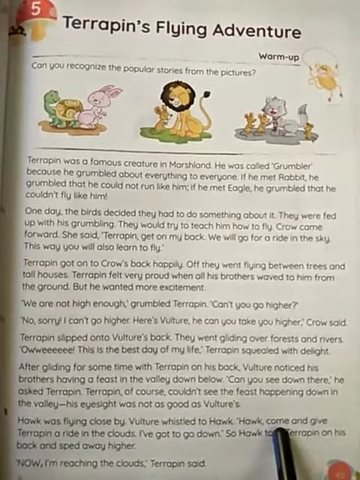 5
Terrapin's Flying Adventure
Warm-up
Can you recognize the popular stories from the pictures?
Terrapin was a famous creature in Marshland. He was called 'Grumbler'
because he grumbled about everything to everyone. If he met Rabbit, he
grumbled that he could not run like him; if he met Eagle, he grumbled that he
couldn't fly like him!
One day, the birds decided they had to do something about it. They were fed
up with his grumbling. They would try to teach him how to fly. Crow came
forward. She said, 'Terrapin, get on my back. We will go for a ride in the sky.
This way you will also learn to fly.'
Terrapin got on to Crow's back happily. Off they went flying between trees and
tall houses. Terrapin felt very proud when all his brothers waved to him from
the ground. But he wanted more excitement.
'We are not high enough,' grumbled Terrapin. 'Can't you go higher?'
'No, sorry! I can't go higher. Here's Vulture, he can take you higher,' Crow said.
Terrapin slipped onto Vulture's back. They went gliding over forests and rivers.
'Owweeeeee! This is the best day of my life,' Terrapin squealed with delight.
After gliding for some time with Terrapin on his back, Vulture noticed his
brothers having a feast in the valley down below. 'Can you see down there,' he
asked Terrapin. Terrapin, of course, couldn't see the feast happening down in
the valley—his eyesight was not as good as Vulture's.
Hawk was flying close by. Vulture whistled to Hawk. 'Hawk, come and give
Terrapin a ride in the clouds. I've got to go down.' So Hawk Terrapin on his
back and sped away higher.
'NOW, I'm reaching the clouds,' Terrapin said.